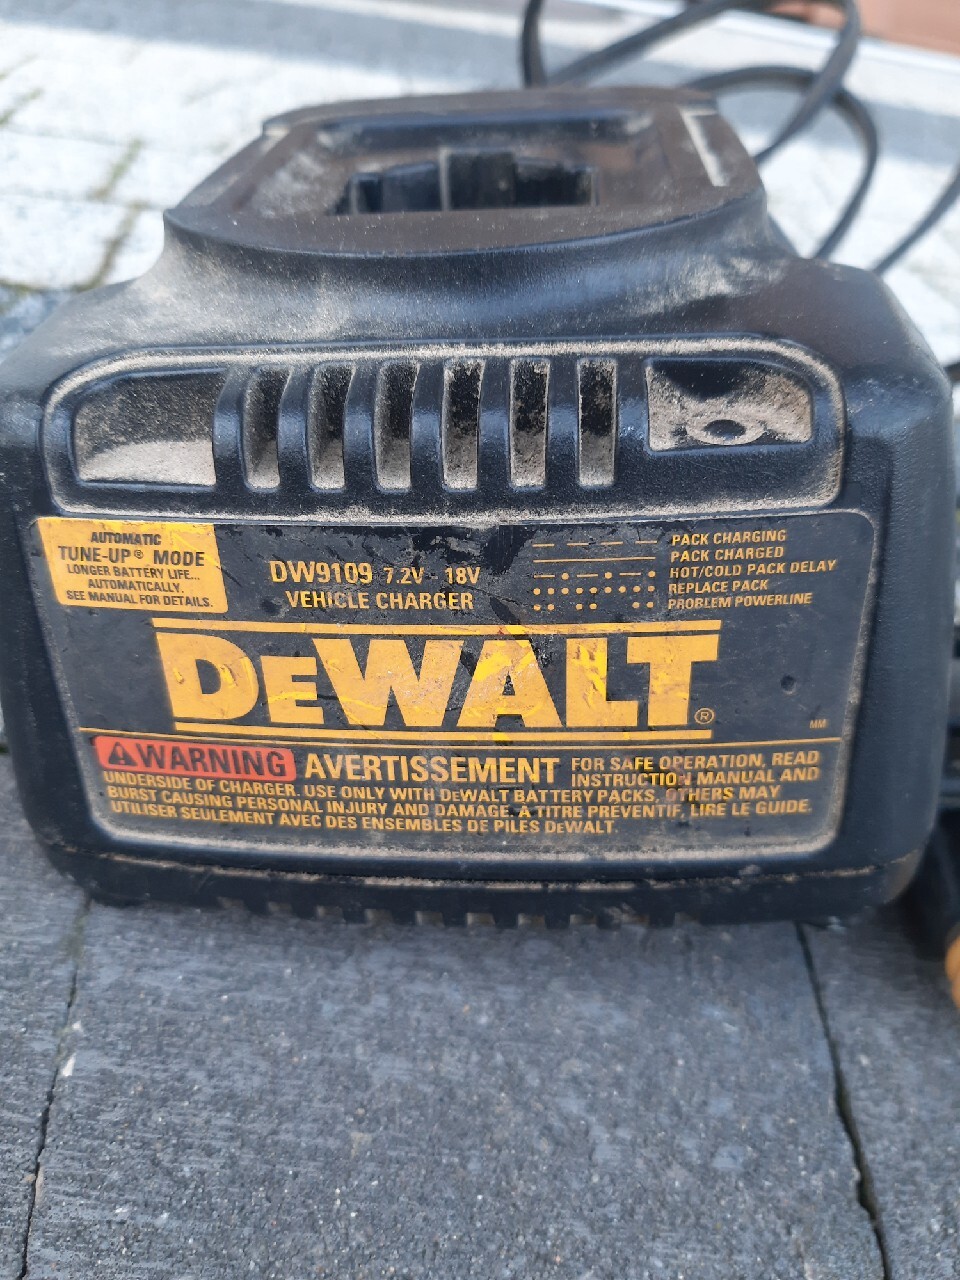 AUTOMATIC
TUNE-UP® MODE
LONGER BATTERY LIFE...
AUTOMATICALLY.
SEE MANUAL FOR DETAILS.
DW9109 7.2V - 18V
VEHICLE CHARGER
PACK CHARGING
PACK CHARGED
HOT/COLD PACK DELAY
REPLACE PACK
PROBLEM POWERLINE
DEWALT®
MM
WARNING AVERTISSEMENT FOR SAFE OPERATION, READ
INSTRUCTION MANUAL AND
UNDERSIDE OF CHARGER. USE ONLY WITH DEWALT BATTERY PACKS, OTHERS MAY
BURST CAUSING PERSONAL INJURY AND DAMAGE. A TITRE PREVENTIF, LIRE LE GUIDE.
UTILISER SEULEMENT AVEC DES ENSEMBLES DE PILES DEWALT.